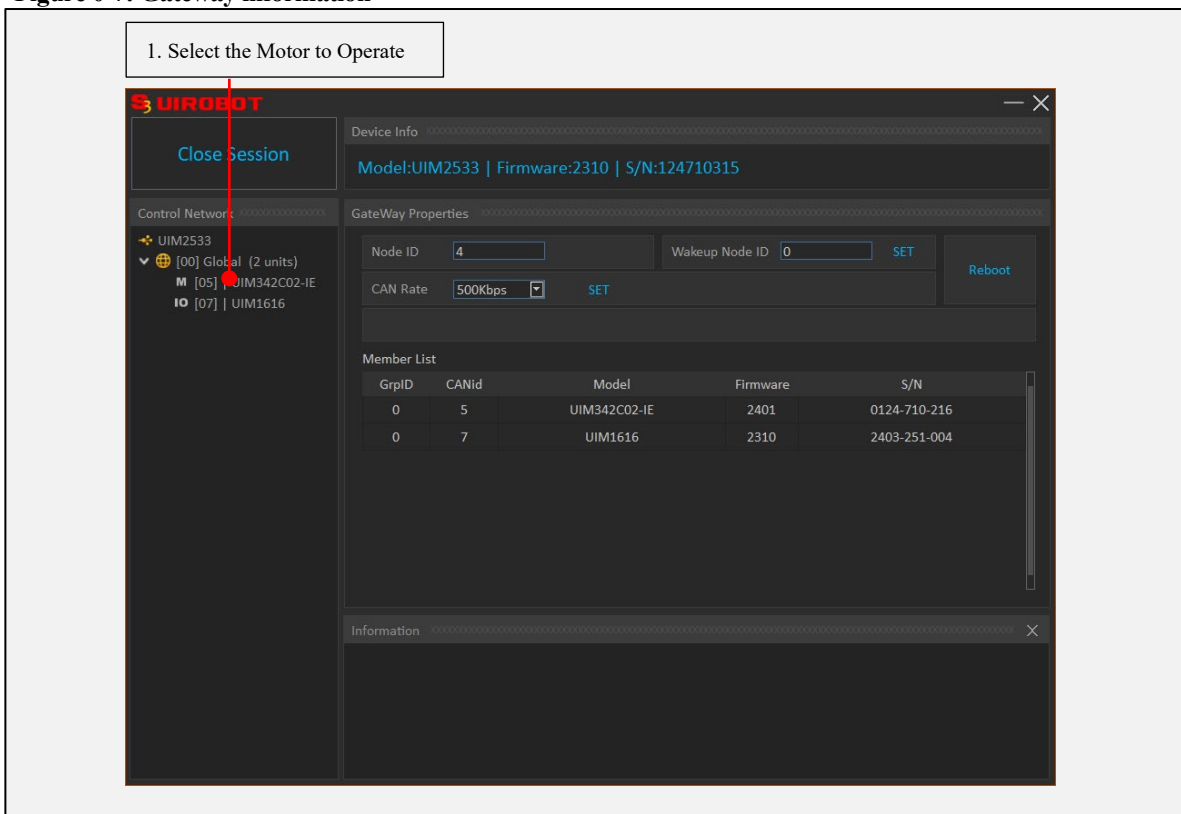 1. Select the Motor to Operate
S3 UIROBOT
Close Session
Device Info
Model:UIM2533 | Firmware:2310 | S/N:124710315
Control Network
UIM2533
[00] Global (2 units)
M [05] | UIM342C02-IE
IO [07] | UIM1616
GateWay Properties
Node ID 4 Wakeup Node ID 0 SET Reboot
CAN Rate 500Kbps SET
Member List
GrpID CANid Model Firmware S/N
0 5 UIM342C02-IE 2401 0124-710-216
0 7 UIM1616 2310 2403-251-004
Information